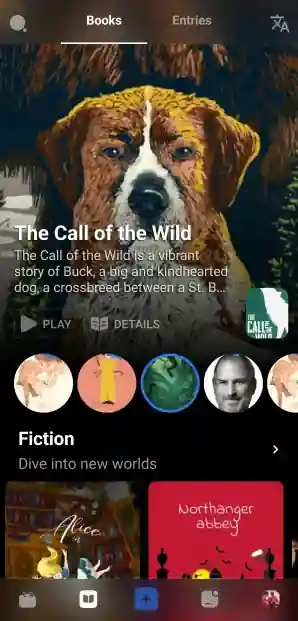 Books
Entries
The Call of the Wild
The Call of the Wild is a vibrant
story of Buck, a big and kindhearted
dog, a crossbreed between a St. B...
PLAY
DETAILS
THE
CALL OF
THE WILD
Fiction
Dive into new worlds
Alice
Northanger
abbey